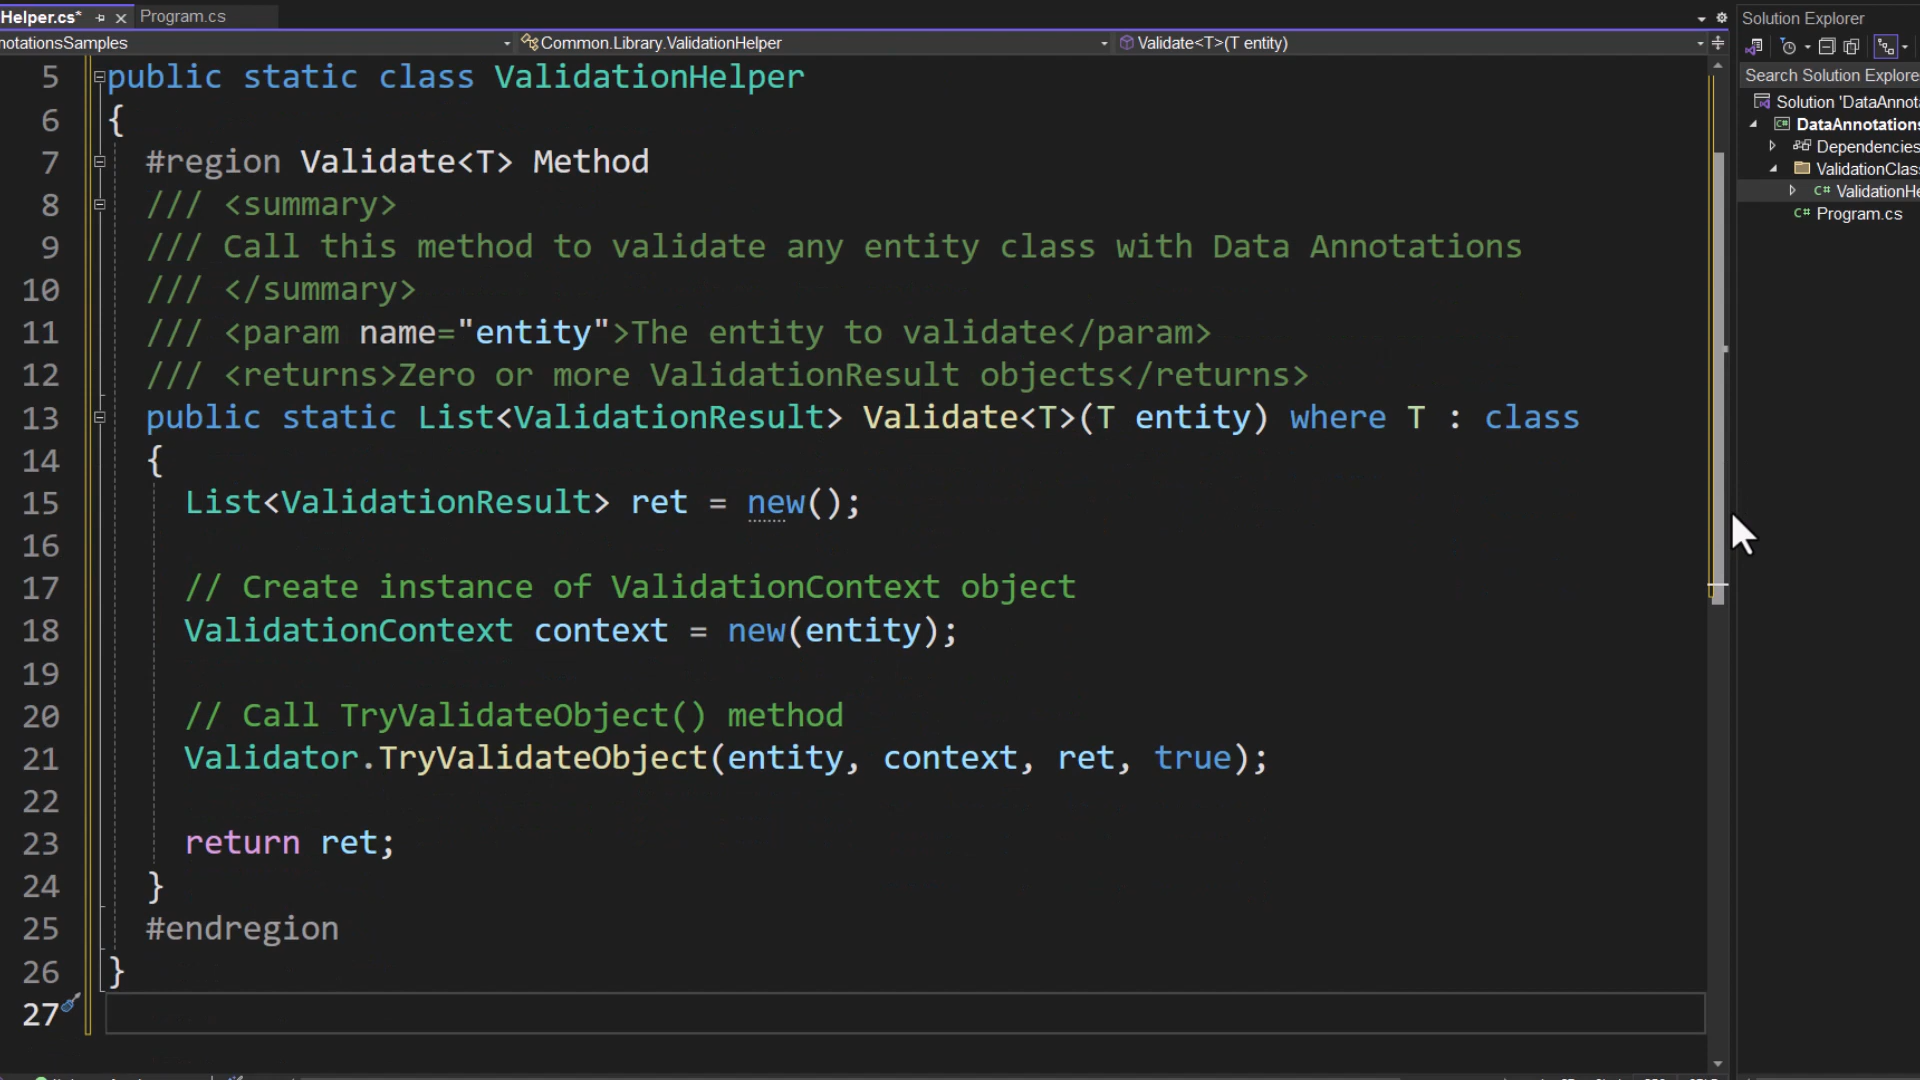 Helper.cs*
Program.cs
Solution Explorer
notationsSamples
Common.Library.ValidationHelper
Validate<T>(T entity)
Search Solution Explore
Solution 'DataAnnota
DataAnnotations
Dependencies
ValidationClas
C# ValidationHe
C# Program.cs
5 public static class ValidationHelper
6 {
7 #region Validate<T> Method
8 /// <summary>
9 /// Call this method to validate any entity class with Data Annotations
10 /// </summary>
11 /// <param name="entity">The entity to validate</param>
12 /// <returns>Zero or more ValidationResult objects</returns>
13 public static List<ValidationResult> Validate<T>(T entity) where T : class
14 {
15 List<ValidationResult> ret = new();
16
17 // Create instance of ValidationContext object
18 ValidationContext context = new(entity);
19
20 // Call TryValidateObject() method
21 Validator.TryValidateObject(entity, context, ret, true);
22
23 return ret;
24 }
25 #endregion
26 }
27